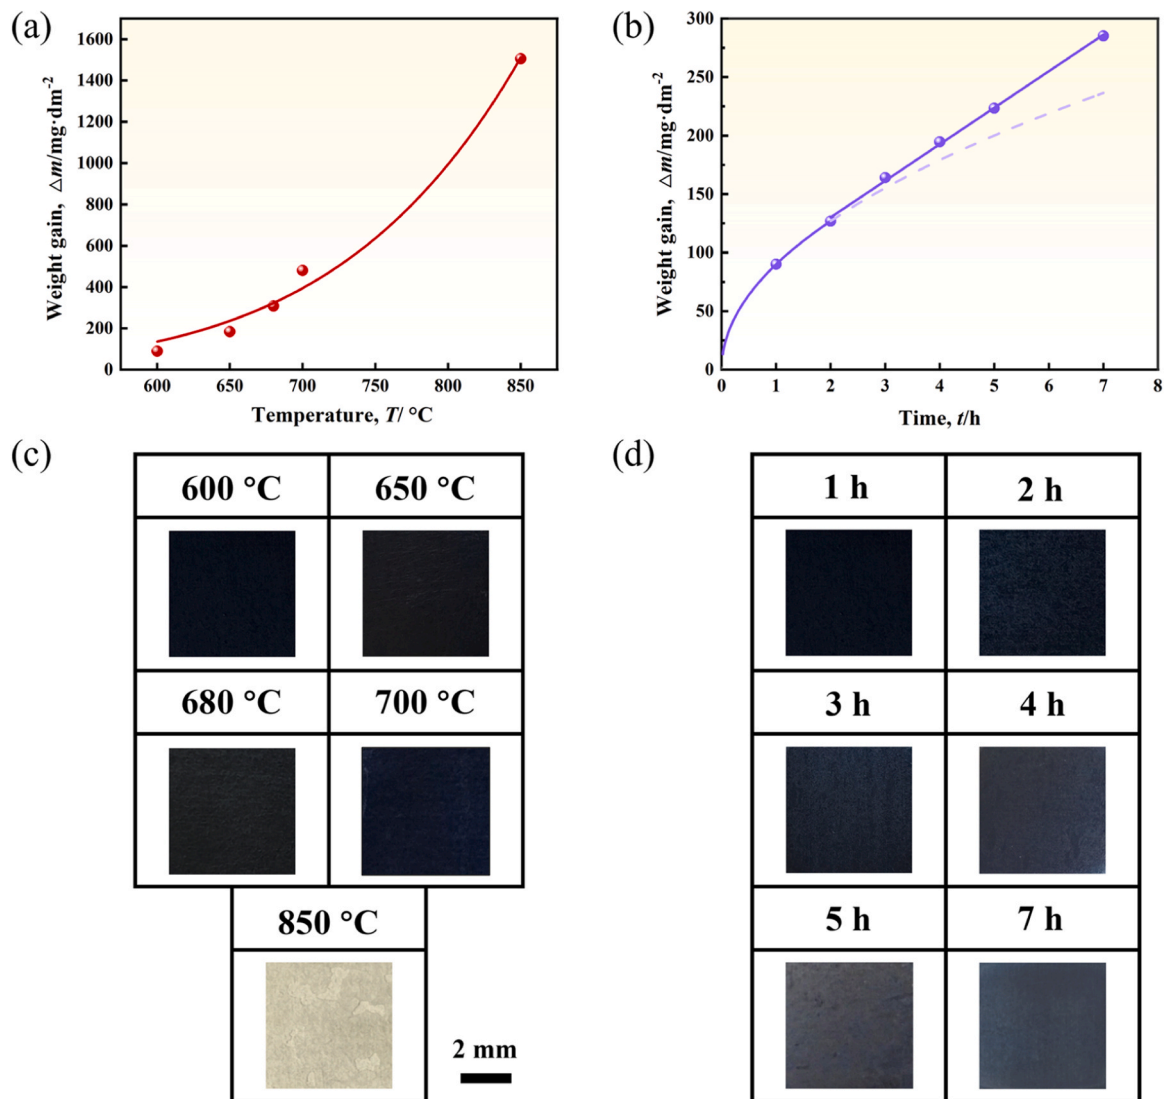 (a)
1600
1400
1200
1000
800
600
400
200
0
Weight gain, △m/mg·dm-2
600
650
700
750
800
850
Temperature, T/ °C
(b)
300
250
200
150
100
50
0
Weight gain, △m/mg·dm-2
0
1
2
3
4
5
6
7
8
Time, t/h
(c)
600 °C
650 °C
680 °C
700 °C
850 °C
2 mm
(d)
1 h
2 h
3 h
4 h
5 h
7 h